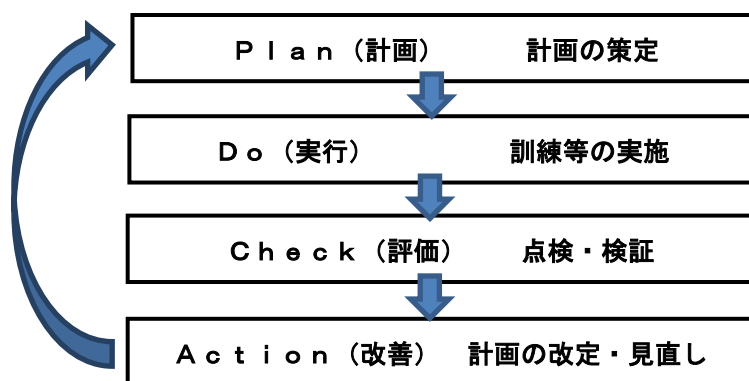 Ｐｌａｎ（計画）　計画の策定
Ｄｏ（実行）　訓練等の実施
Ｃｈｅｃｋ（評価）　点検・検証
Ａｃｔｉｏｎ（改善）　計画の改定・見直し